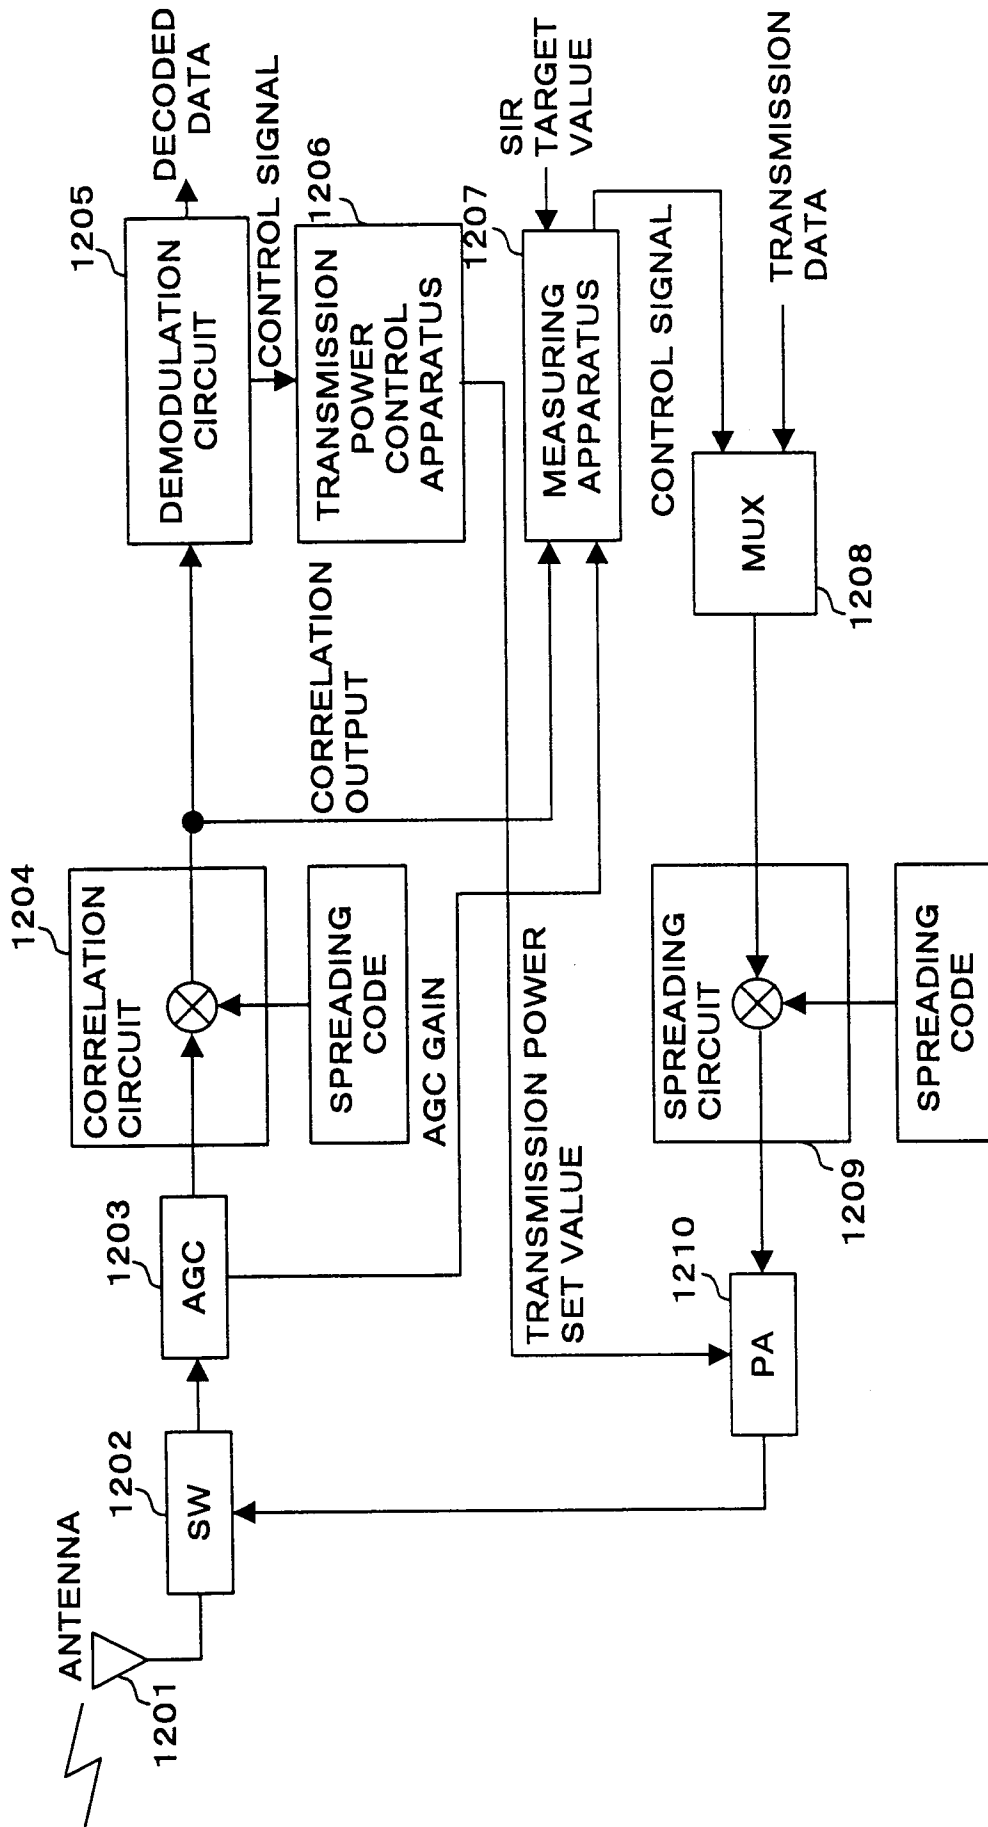 ANTENNA
1201
1202
SW
1203
AGC
1204
CORRELATION
CIRCUIT
SPREADING
CODE
AGC GAIN
CORRELATION
OUTPUT
1205
DEMODULATION
CIRCUIT
DECODED
DATA
CONTROL SIGNAL
1206
TRANSMISSION
POWER
CONTROL
APPARATUS
1207
MEASURING
APPARATUS
SIR
TARGET
VALUE
CONTROL SIGNAL
TRANSMISSION
DATA
MUX
1208
TRANSMISSION POWER
SET VALUE
SPREADING
CIRCUIT
1209
SPREADING
CODE
1210
PA